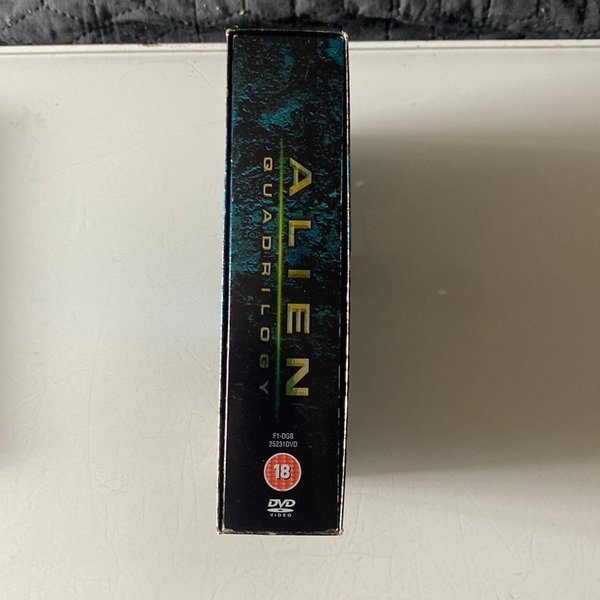 ALIEN
QUADRILOGY
F1-DGB
25231DVD
18
DVD
VIDEO